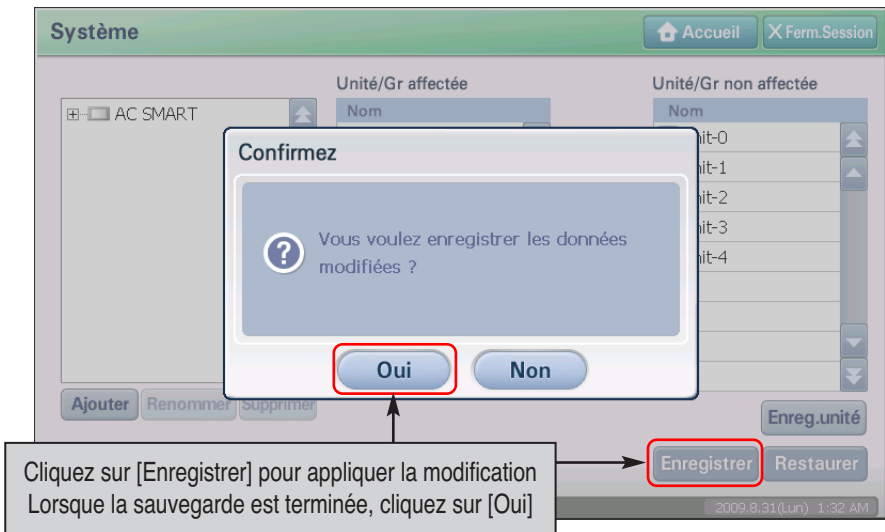 Système
Accueil
X Ferm.Session
Unité/Gr affectée
Unité/Gr non affectée
AC SMART
Nom
Nom
Confirmez
Vous voulez enregistrer les données
modifiées ?
Oui
Non
nit-0
nit-1
nit-2
nit-3
nit-4
Ajouter
Renommer
Supprimer
Enreg.unité
Enregistrer
Restaurer
Cliquez sur [Enregistrer] pour appliquer la modification
Lorsque la sauvegarde est terminée, cliquez sur [Oui]
2009.8.31(Lun) 1:32 AM